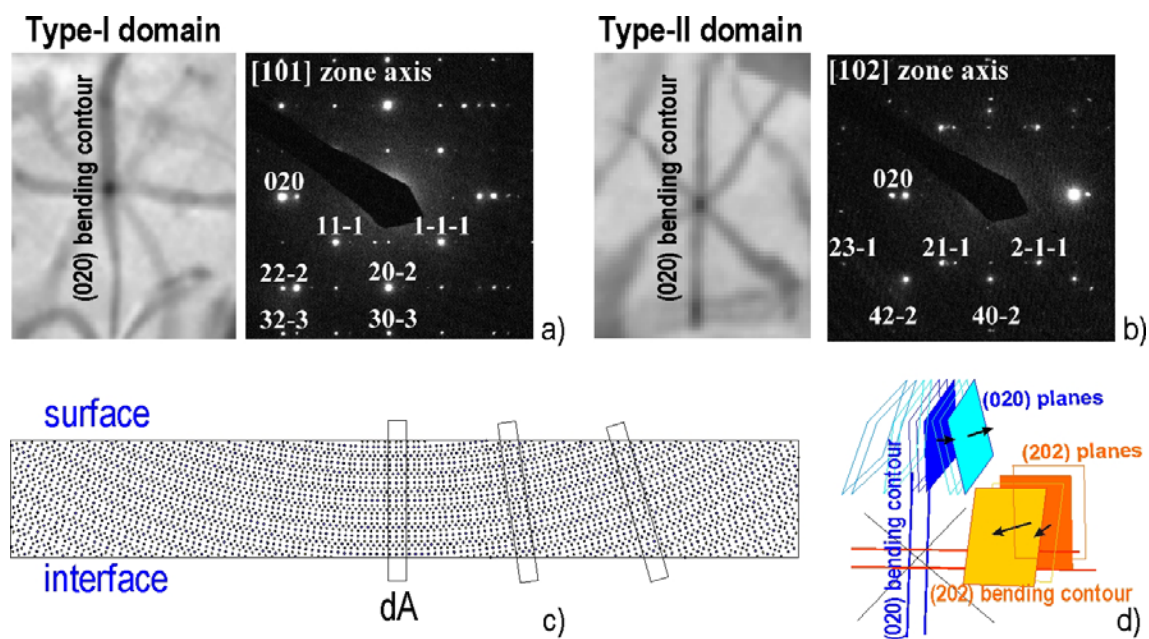 Type-I domain
(020) bending contour
[101] zone axis
020
11-1 1-1-1
22-2 20-2
32-3 30-3
a)
Type-II domain
(020) bending contour
[102] zone axis
020
23-1 21-1 2-1-1
42-2 40-2
b)
surface
interface
dA
c)
(020) planes
(202) planes
(020) bending contour
(202) bending contour
d)